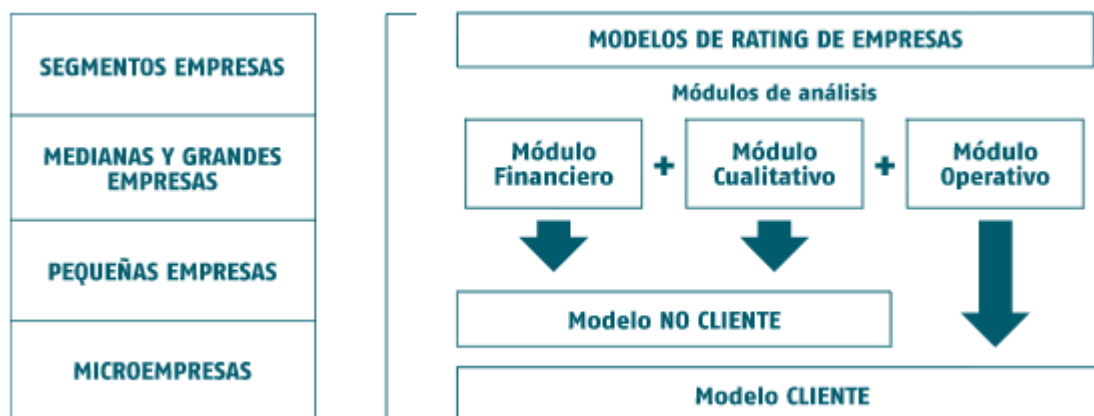 SEGMENTOS EMPRESAS
MEDIANAS Y GRANDES
EMPRESAS
PEQUEÑAS EMPRESAS
MICROEMPRESAS
MODELOS DE RATING DE EMPRESAS
Módulos de análisis
Módulo
Financiero
+
Módulo
Cualitativo
+
Módulo
Operativo
Modelo NO CLIENTE
Modelo CLIENTE